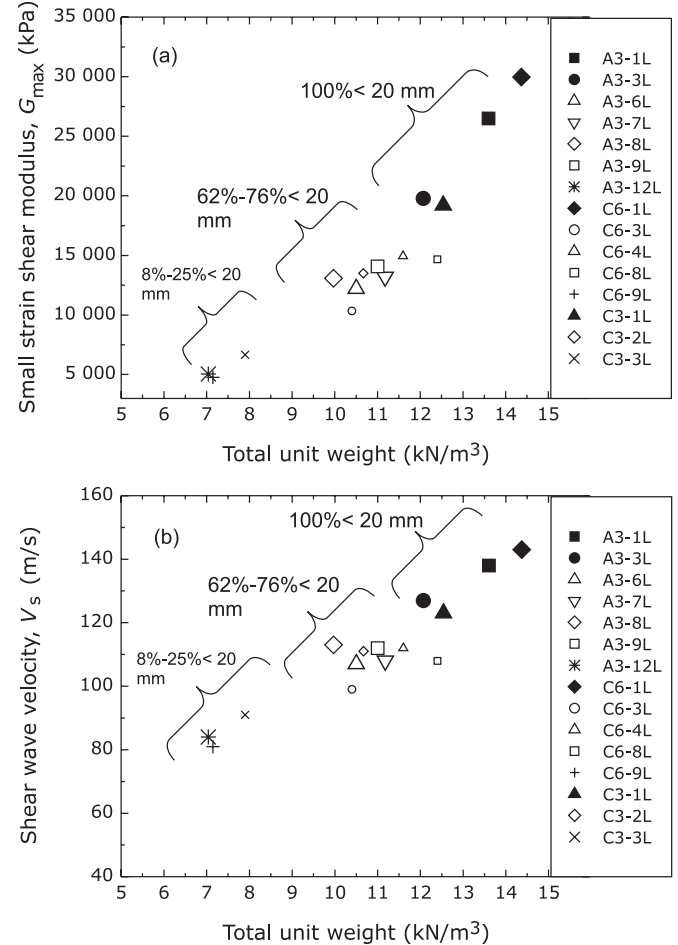 35 000
30 000
25 000
20 000
15 000
10 000
5 000
Small strain shear modulus, Gmax (kPa)
(a)
100%< 20 mm
62%-76%< 20
mm
8%-25%< 20
mm
5 6 7 8 9 10 11 12 13 14 15
Total unit weight (kN/m³)
A3-1L
A3-3L
A3-6L
A3-7L
A3-8L
A3-9L
A3-12L
C6-1L
C6-3L
C6-4L
C6-8L
C6-9L
C3-1L
C3-2L
C3-3L
160
140
120
100
80
60
40
Shear wave velocity, Vs (m/s)
(b)
100%< 20 mm
62%-76%< 20
mm
8%-25%< 20
mm
5 6 7 8 9 10 11 12 13 14 15
Total unit weight (kN/m³)
A3-1L
A3-3L
A3-6L
A3-7L
A3-8L
A3-9L
A3-12L
C6-1L
C6-3L
C6-4L
C6-8L
C6-9L
C3-1L
C3-2L
C3-3L